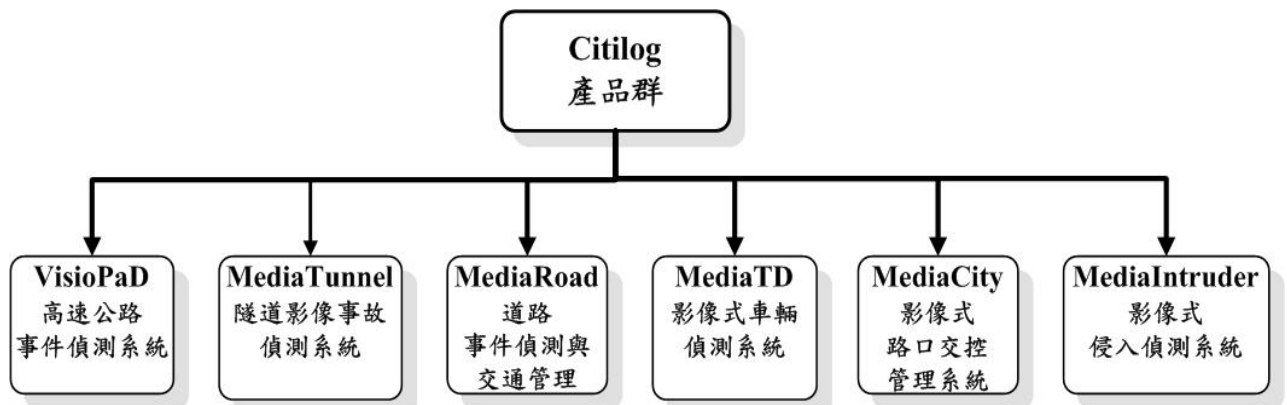 Citilog
產品群
VisioPaD
高速公路
事件偵測系統
MediaTunnel
隧道影像事故
偵測系統
MediaRoad
道路
事件偵測與
交通管理
MediaTD
影像式車輛
偵測系統
MediaCity
影像式
路口交控
管理系統
MediaIntruder
影像式
侵入偵測系統